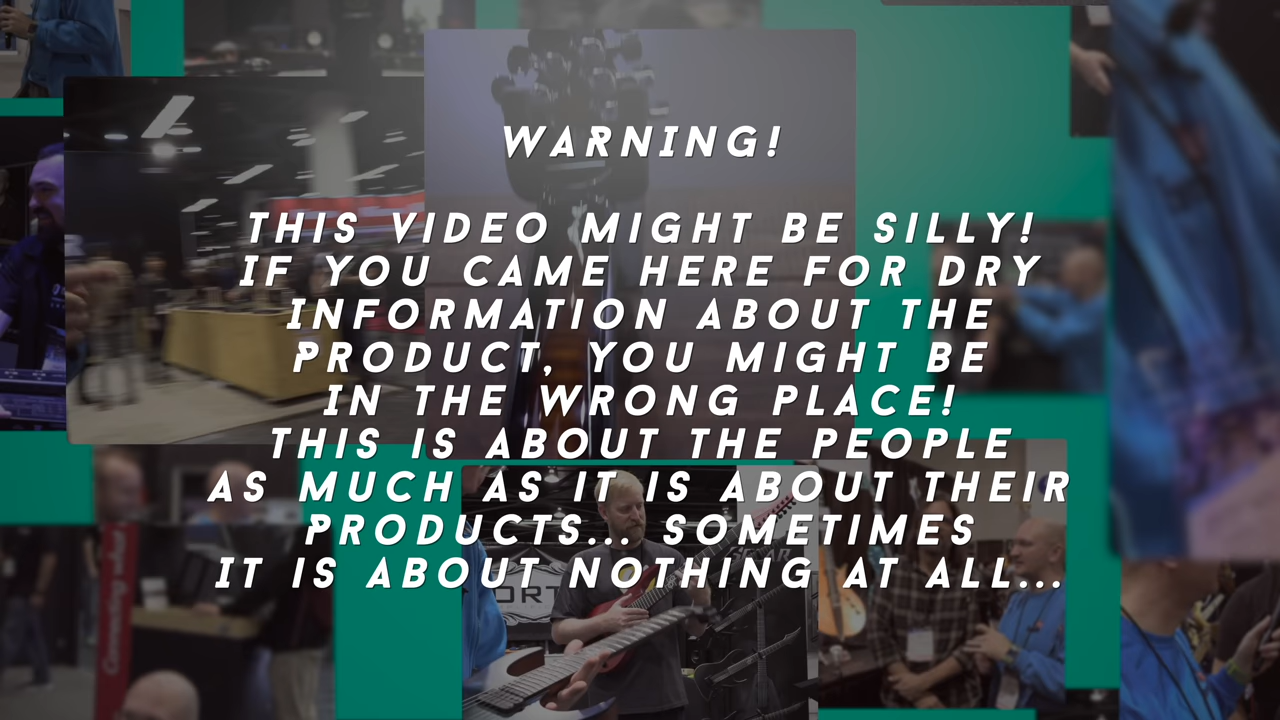 WARNING!
THIS VIDEO MIGHT BE SILLY!
IF YOU CAME HERE FOR DRY
INFORMATION ABOUT THE
PRODUCT, YOU MIGHT BE
IN THE WRONG PLACE!
THIS IS ABOUT THE PEOPLE
AS MUCH AS IT IS ABOUT THEIR
PRODUCTS... SOMETIMES
IT IS ABOUT NOTHING AT ALL...
ORT